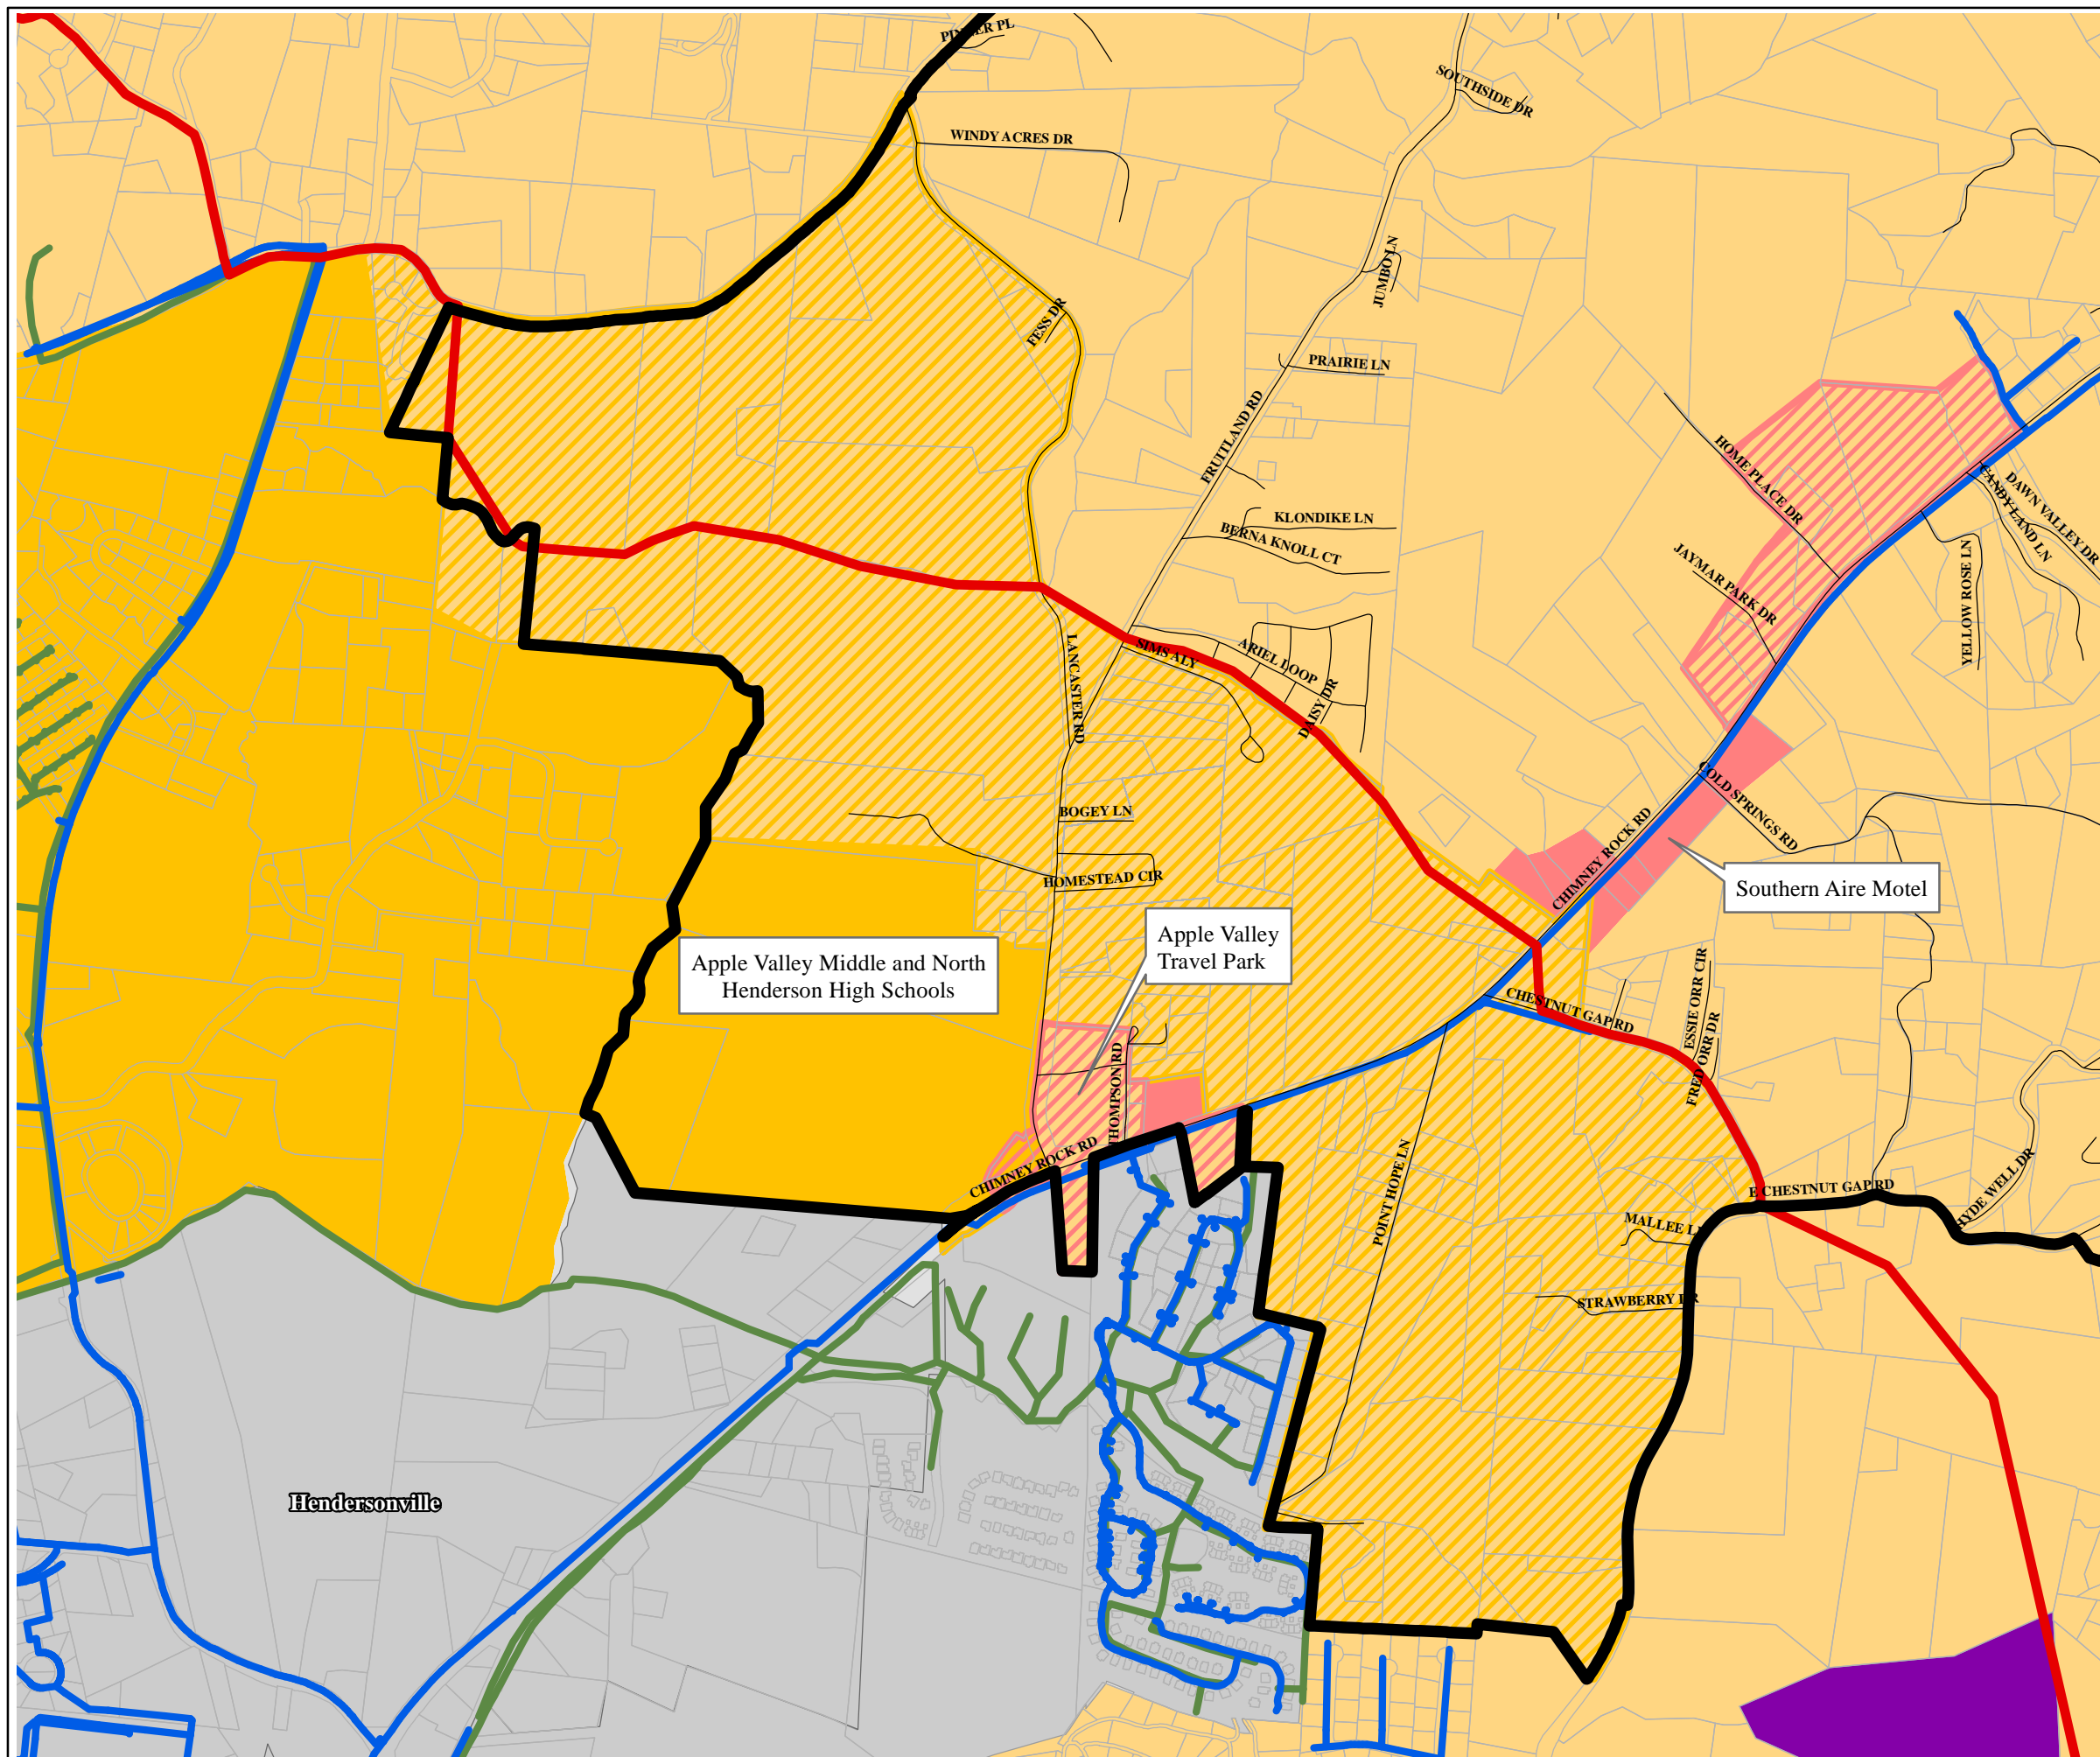 PINNER PL
SOUTHSIDE DR
WINDY ACRES DR
JUMBO LN
FESS DR
PRAIRIE LN
FRUITLAND RD
HOME PLACE DR
DAWN VALLEY DR
CANDY LAND LN
KLONDIKE LN
BERNA KNOLL CT
YELLOW ROSE LN
JAYMAR PARK DR
LANCASTER RD
SIMS ALY
ARIEL LOOP
DAISY DR
COLD SPRINGS RD
BOGEY LN
CHIMNEY ROCK RD
HOMESTEAD CIR
Southern Aire Motel
Apple Valley
Travel Park
Apple Valley Middle and North
Henderson High Schools
CHESTNUT GAP RD
ESSIE ORR CIR
FRED ORR DR
THOMPSON RD
CHIMNEY ROCK RD
POINT HOPE LN
E CHESTNUT GAP RD
HYDE WELL DR
MALLEE L
STRAWBERRY DR
Hendersonville